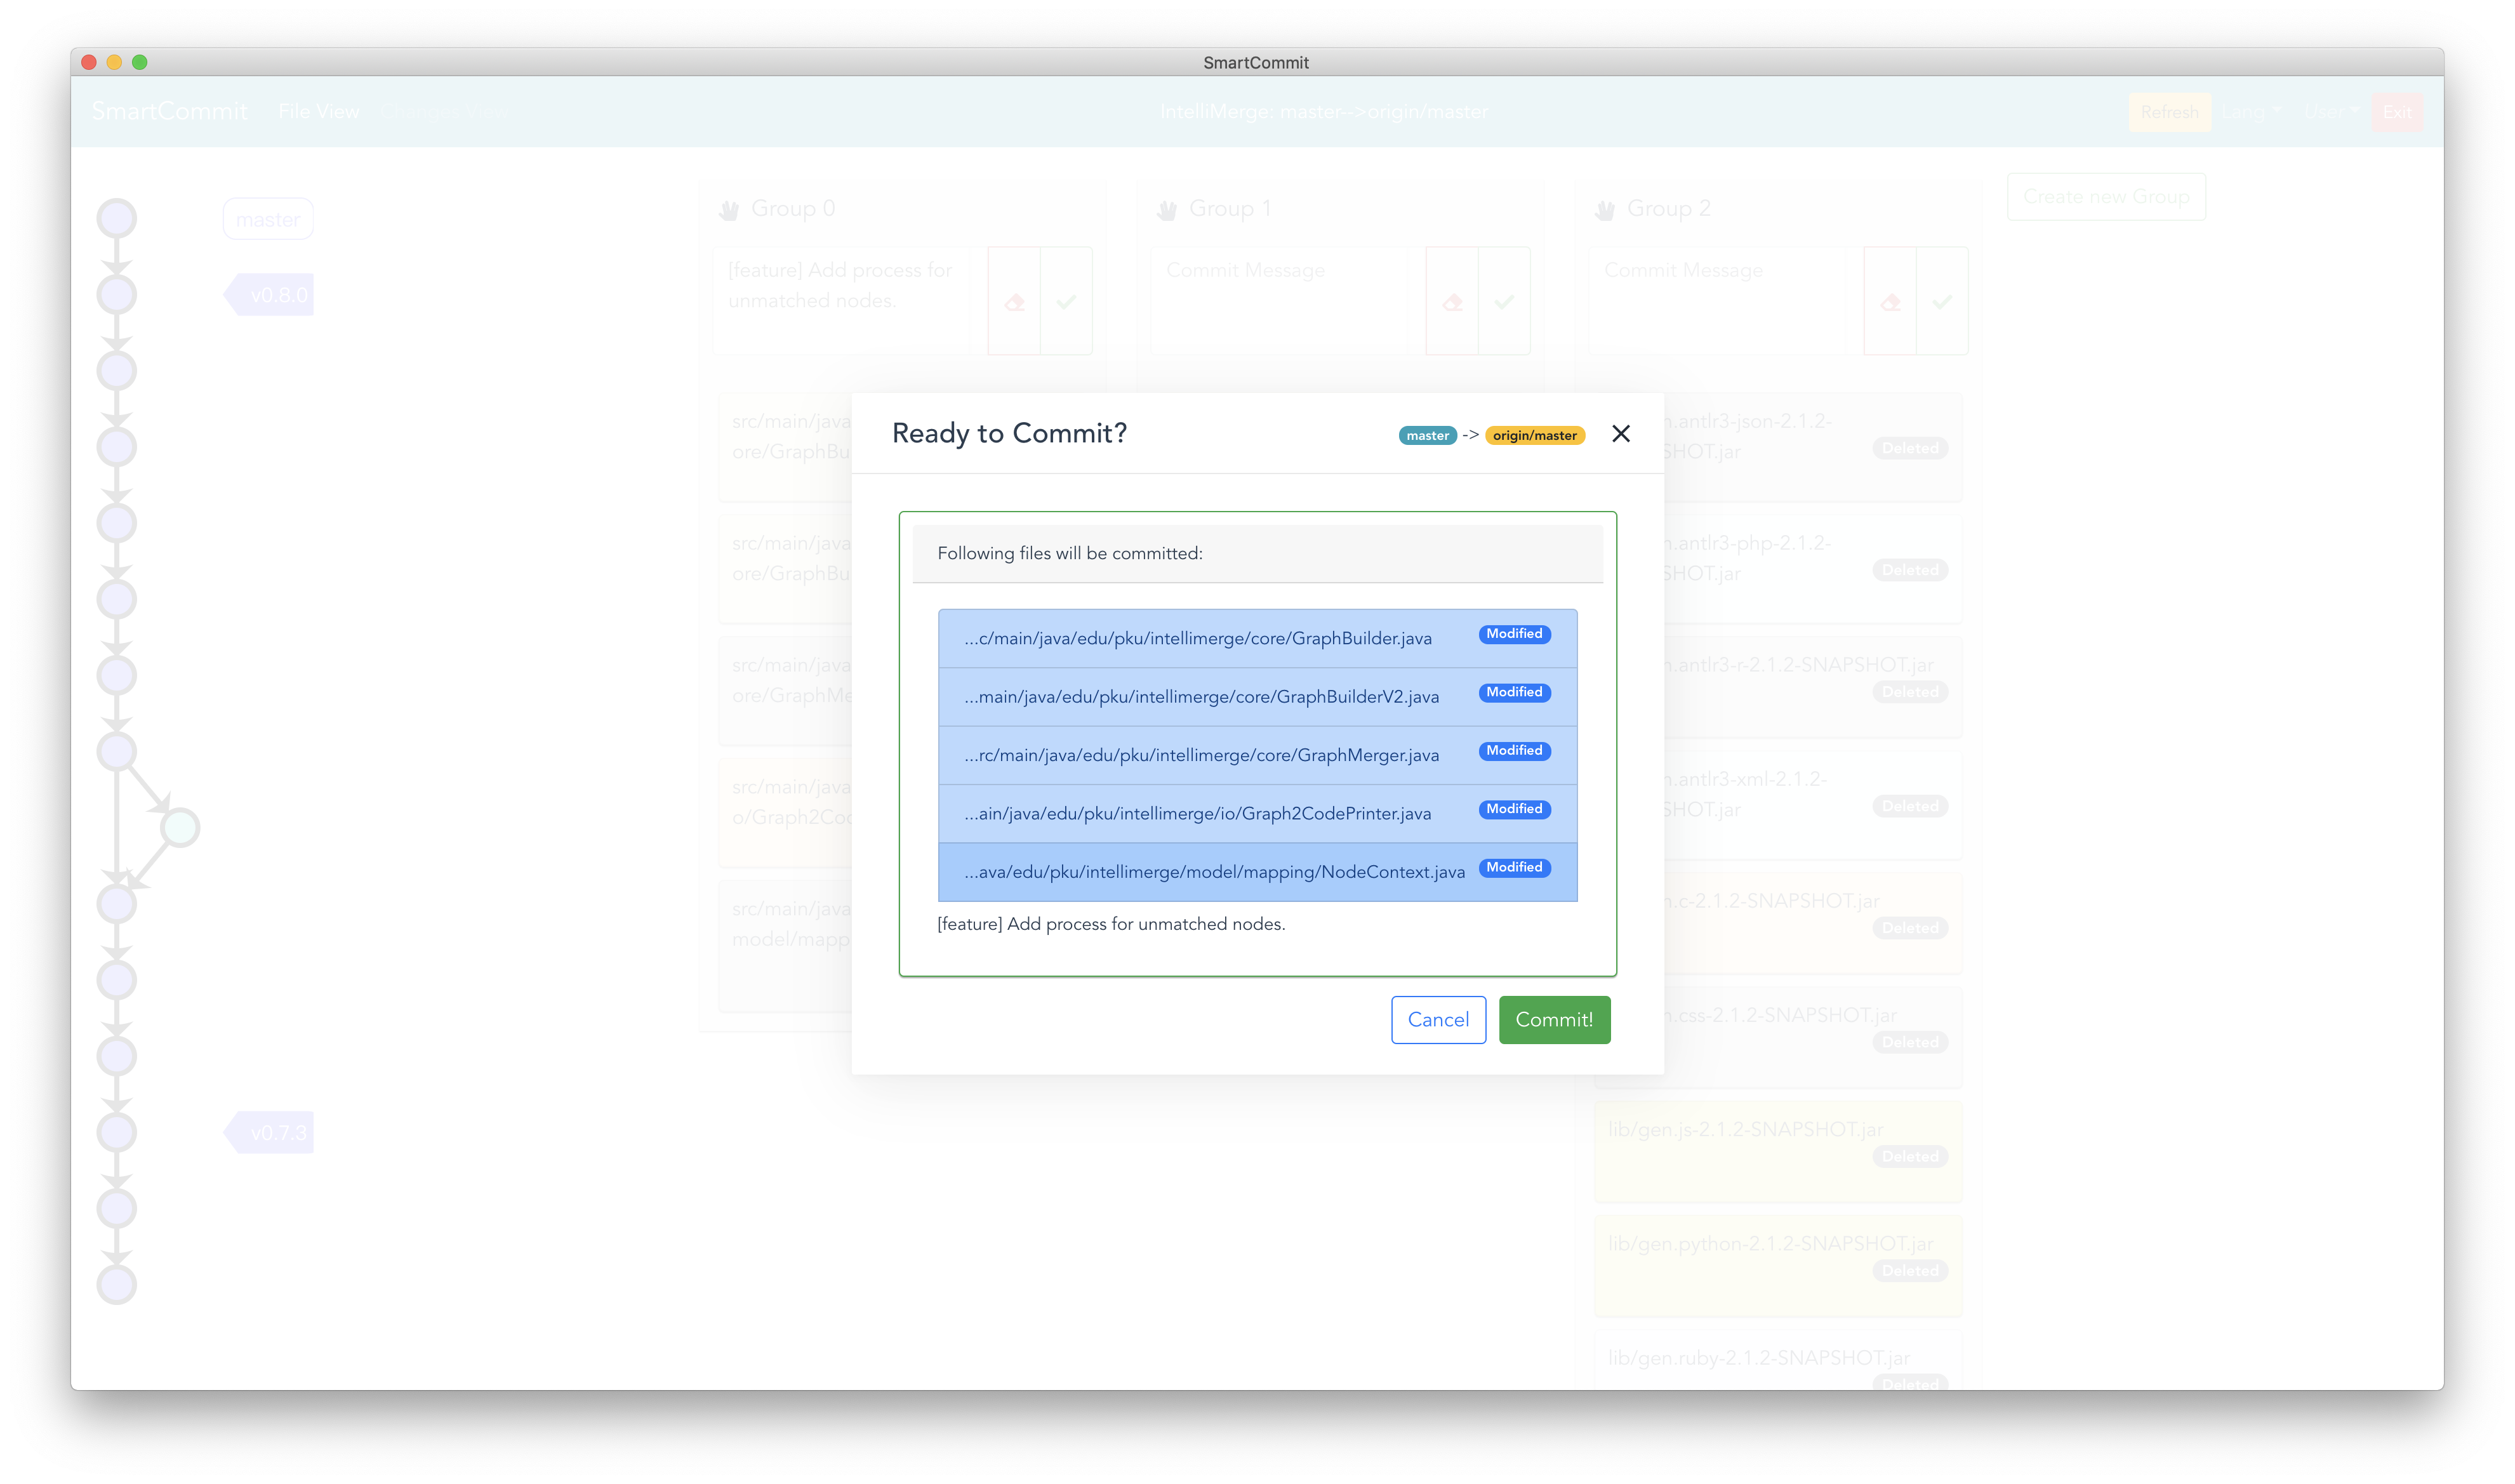 SmartCommit
SmartCommit File View
IntelliMerge: master-->origin/master
Refresh Lang User Exit
master
v0.8.0
v0.7.3
Group 0
[feature] Add process for
unmatched nodes.
src/main/java
ore/GraphBu
src/main/java
ore/GraphBu
src/main/java
ore/GraphMe
src/main/java
o/Graph2Coc
src/main/java
model/mapp
Group 1
Commit Message
Group 2
Commit Message
n.antlr3-json-2.1.2-
SHOT.jar
Deleted
n.antlr3-php-2.1.2-
SHOT.jar
Deleted
n.antlr3-r-2.1.2-SNAPSHOT.jar
Deleted
n.antlr3-xml-2.1.2-
SHOT.jar
Deleted
n.c-2.1.2-SNAPSHOT.jar
Deleted
n.css-2.1.2-SNAPSHOT.jar
Deleted
lib/gen.js-2.1.2-SNAPSHOT.jar
Deleted
lib/gen.python-2.1.2-SNAPSHOT.jar
Deleted
lib/gen.ruby-2.1.2-SNAPSHOT.jar
Deleted
Create new Group
Ready to Commit?
master -> origin/master
Following files will be committed:
...c/main/java/edu/pku/intellimerge/core/GraphBuilder.java Modified
...main/java/edu/pku/intellimerge/core/GraphBuilderV2.java Modified
...rc/main/java/edu/pku/intellimerge/core/GraphMerger.java Modified
...ain/java/edu/pku/intellimerge/io/Graph2CodePrinter.java Modified
...ava/edu/pku/intellimerge/model/mapping/NodeContext.java Modified
[feature] Add process for unmatched nodes.
Cancel Commit!